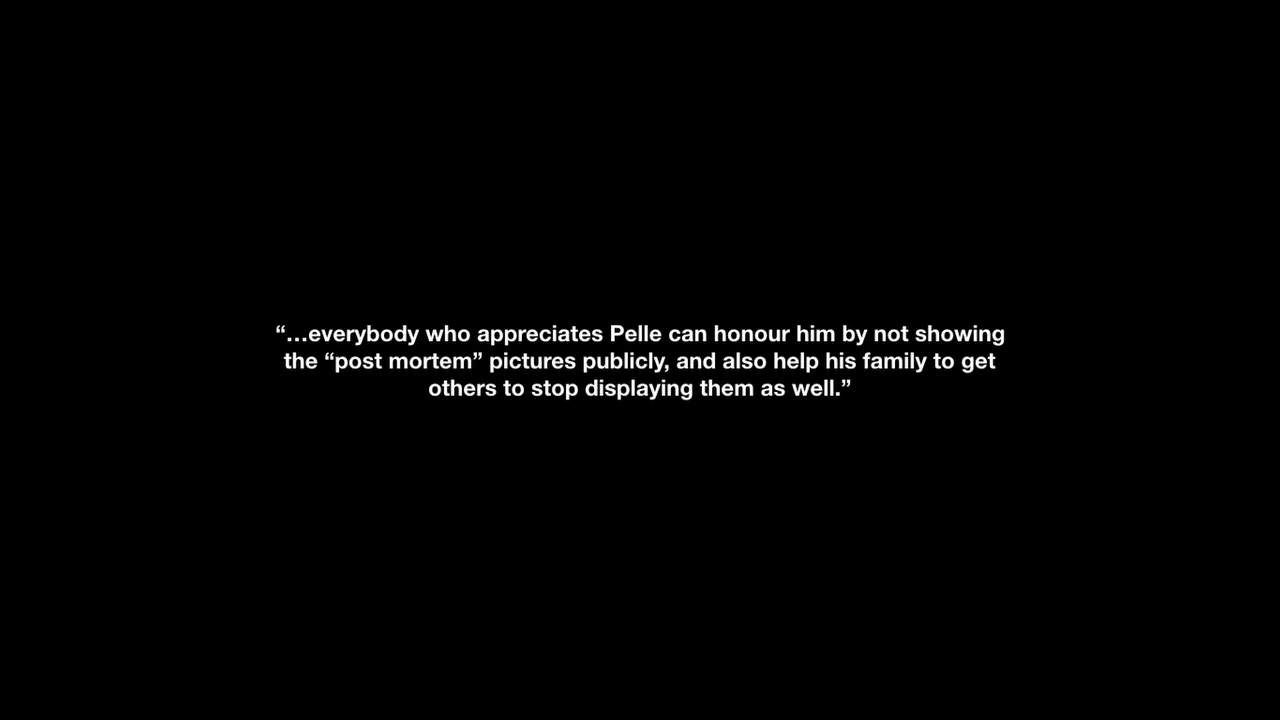 “…everybody who appreciates Pelle can honour him by not showing
the “post mortem” pictures publicly, and also help his family to get
others to stop displaying them as well.”